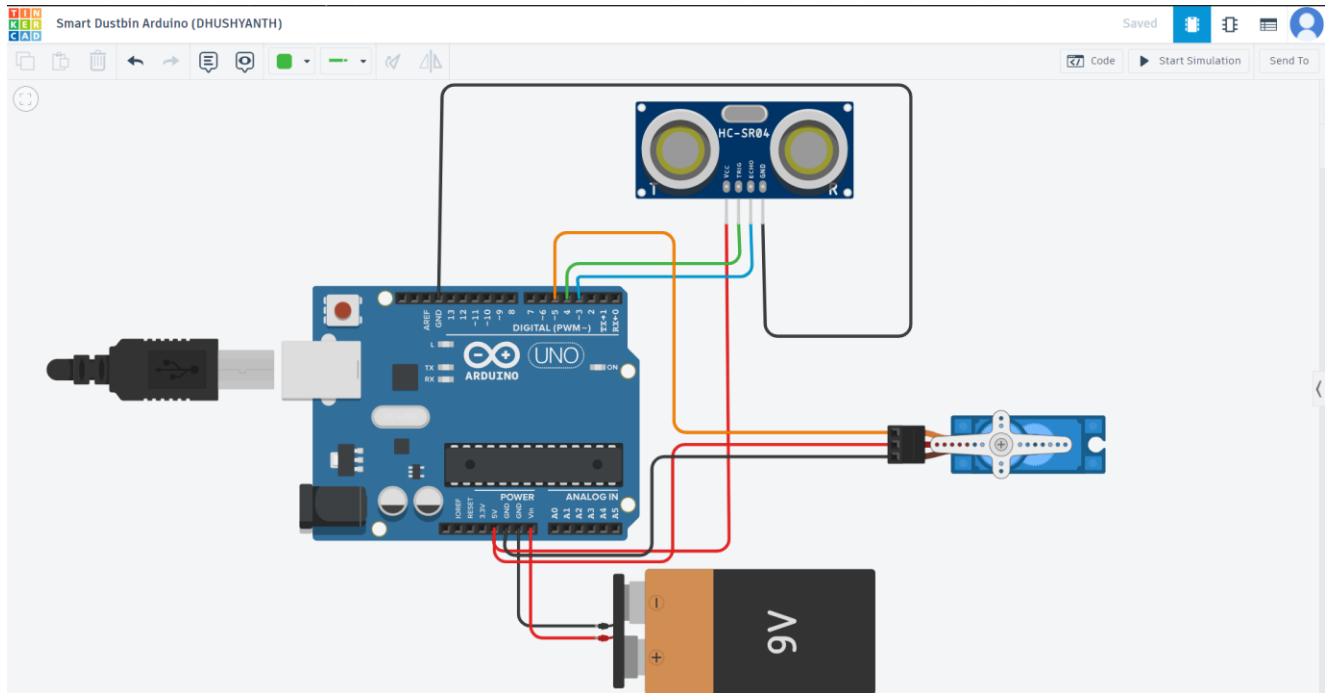 TIN
KER
CAD
Smart Dustbin Arduino (DHUSHYANTH)
Saved
Code
Start Simulation
Send To
HC-SR04
VCC
TRIG
ECHO
GND
T
R
AREF
GND
13
12
~11
~10
~9
8
7
~6
~5
4
~3
2
TX→1
RX←0
DIGITAL (PWM~)
L
TX
RX
ARDUINO
UNO
ON
POWER
ANALOG IN
IOREF
RESET
3.3V
5V
GND
GND
Vin
A0
A1
A2
A3
A4
A5
9V